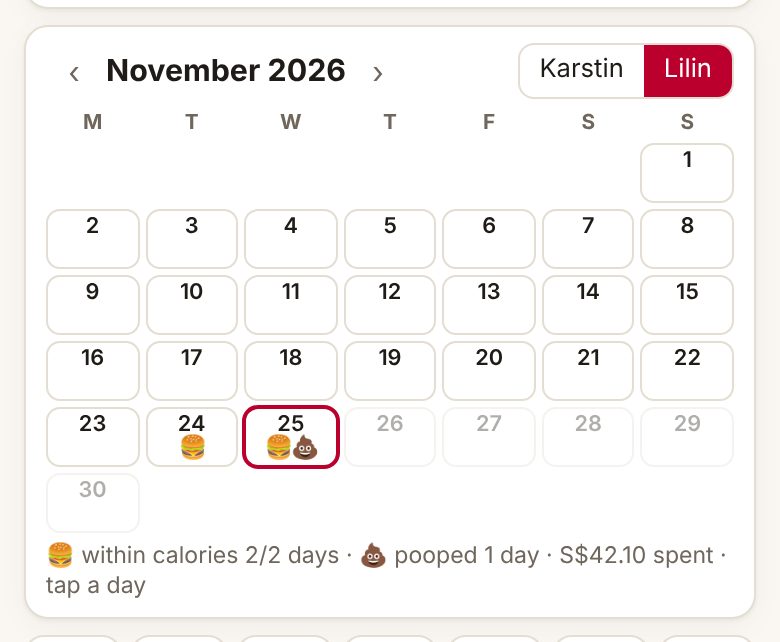 ‹ November 2026 › Karstin Lilin
M T W T F S S
1
2 3 4 5 6 7 8
9 10 11 12 13 14 15
16 17 18 19 20 21 22
23 24 25 26 27 28 29
🍔 🍔💩
30
🍔 within calories 2/2 days · 💩 pooped 1 day · S$42.10 spent ·
tap a day